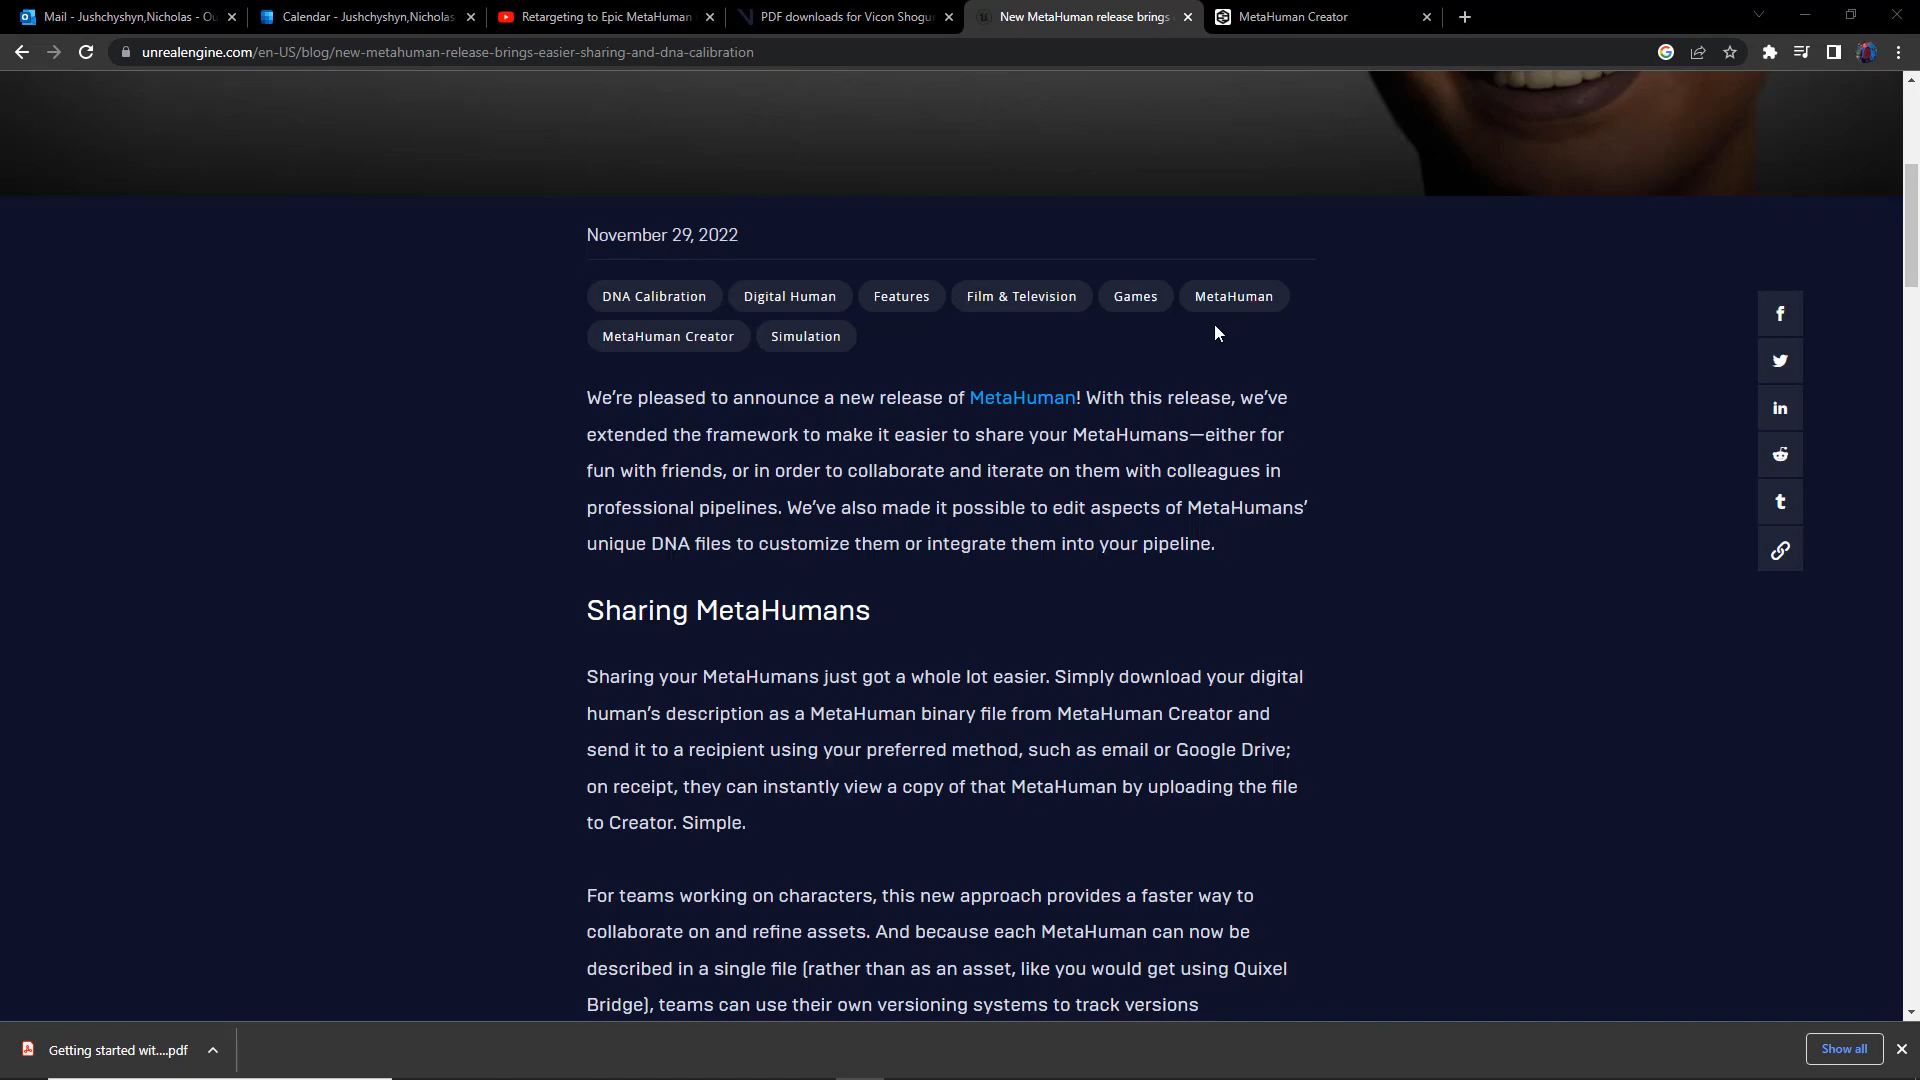 Mail - Jushchyshyn,Nicholas - Ou
Calendar - Jushchyshyn,Nicholas
Retargeting to Epic MetaHuman
PDF downloads for Vicon Shogu
New MetaHuman release brings
MetaHuman Creator
unrealengine.com/en-US/blog/new-metahuman-release-brings-easier-sharing-and-dna-calibration
November 29, 2022
DNA Calibration
Digital Human
Features
Film & Television
Games
MetaHuman
MetaHuman Creator
Simulation
We’re pleased to announce a new release of MetaHuman! With this release, we’ve
extended the framework to make it easier to share your MetaHumans—either for
fun with friends, or in order to collaborate and iterate on them with colleagues in
professional pipelines. We’ve also made it possible to edit aspects of MetaHumans’
unique DNA files to customize them or integrate them into your pipeline.
Sharing MetaHumans
Sharing your MetaHumans just got a whole lot easier. Simply download your digital
human’s description as a MetaHuman binary file from MetaHuman Creator and
send it to a recipient using your preferred method, such as email or Google Drive;
on receipt, they can instantly view a copy of that MetaHuman by uploading the file
to Creator. Simple.
For teams working on characters, this new approach provides a faster way to
collaborate on and refine assets. And because each MetaHuman can now be
described in a single file (rather than as an asset, like you would get using Quixel
Bridge), teams can use their own versioning systems to track versions
Getting started wit....pdf
Show all